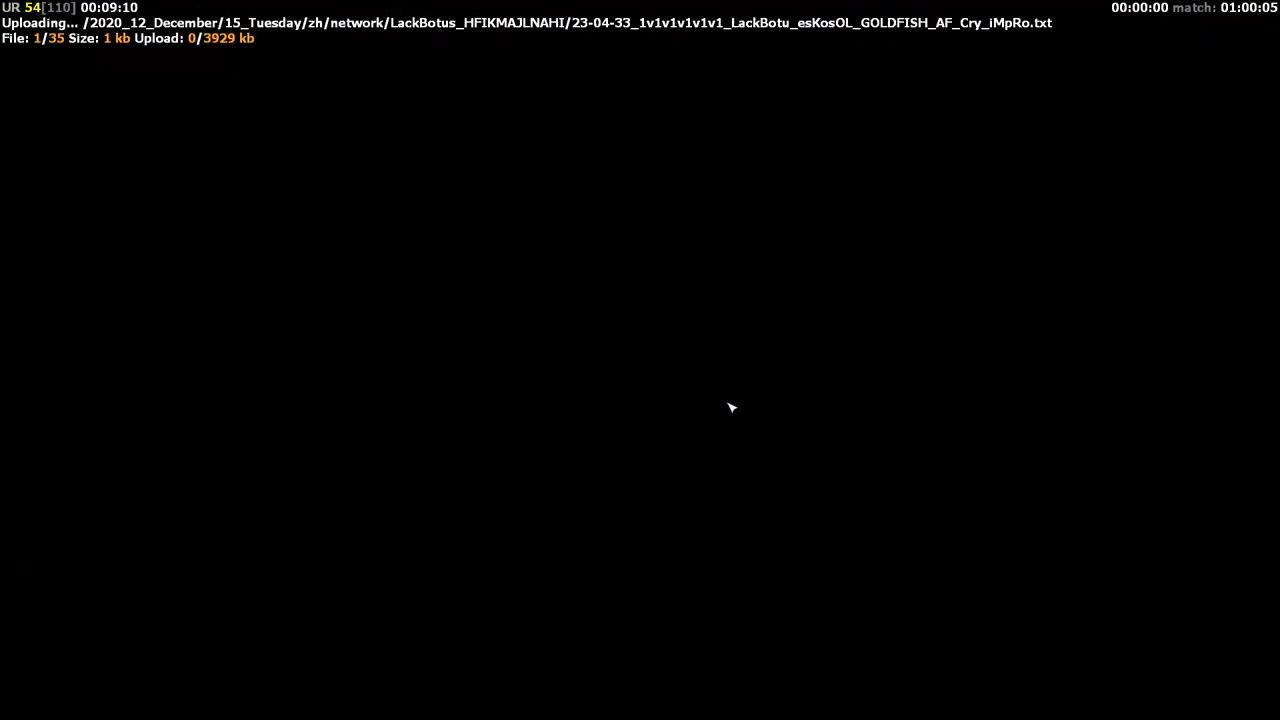 UR 54[110] 00:09:10 00:00:00 match: 01:00:05
Uploading... /2020_12_December/15_Tuesday/zh/network/LackBotus_HFIKMAJLNAHI/23-04-33_1v1v1v1v1v1_LackBotu_esKosOL_GOLDFISH_AF_Cry_iMpRo.txt
File: 1/35 Size: 1 kb Upload: 0/3929 kb